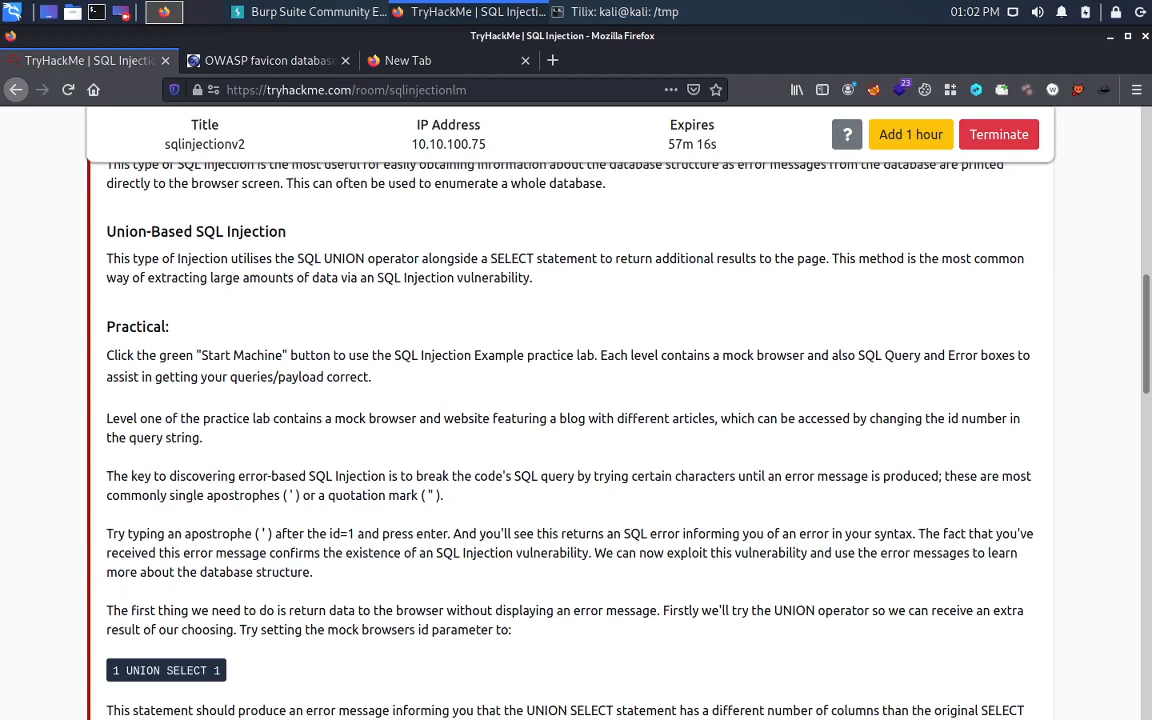 Burp Suite Community E...
TryHackMe | SQL Injecti...
Tilix: kali@kali: /tmp
01:02 PM
TryHackMe | SQL Injection - Mozilla Firefox
TryHackMe | SQL Injectio
OWASP favicon databas
New Tab
https://tryhackme.com/room/sqlinjectionlm
23
Title
IP Address
Expires
sqlinjectionv2
10.10.100.75
57m 16s
?
Add 1 hour
Terminate
This type of SQL Injection is the most useful for easily obtaining information about the database structure as error messages from the database are printed
directly to the browser screen. This can often be used to enumerate a whole database.
Union-Based SQL Injection
This type of Injection utilises the SQL UNION operator alongside a SELECT statement to return additional results to the page. This method is the most common
way of extracting large amounts of data via an SQL Injection vulnerability.
Practical:
Click the green "Start Machine" button to use the SQL Injection Example practice lab. Each level contains a mock browser and also SQL Query and Error boxes to
assist in getting your queries/payload correct.
Level one of the practice lab contains a mock browser and website featuring a blog with different articles, which can be accessed by changing the id number in
the query string.
The key to discovering error-based SQL Injection is to break the code's SQL query by trying certain characters until an error message is produced; these are most
commonly single apostrophes ( ' ) or a quotation mark ( " ).
Try typing an apostrophe ( ' ) after the id=1 and press enter. And you'll see this returns an SQL error informing you of an error in your syntax. The fact that you've
received this error message confirms the existence of an SQL Injection vulnerability. We can now exploit this vulnerability and use the error messages to learn
more about the database structure.
The first thing we need to do is return data to the browser without displaying an error message. Firstly we'll try the UNION operator so we can receive an extra
result of our choosing. Try setting the mock browsers id parameter to:
1 UNION SELECT 1
This statement should produce an error message informing you that the UNION SELECT statement has a different number of columns than the original SELECT